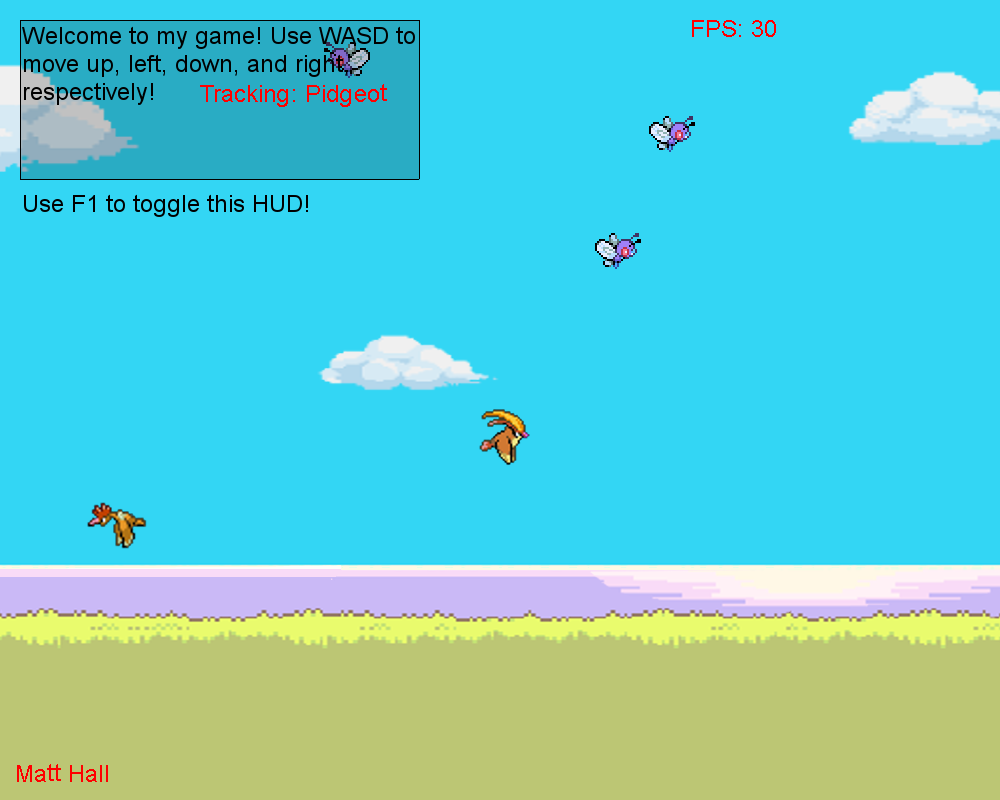 Welcome to my game! Use WASD to
move up, left, down, and right,
respectively!
Tracking: Pidgeot
FPS: 30
Use F1 to toggle this HUD!
Matt Hall